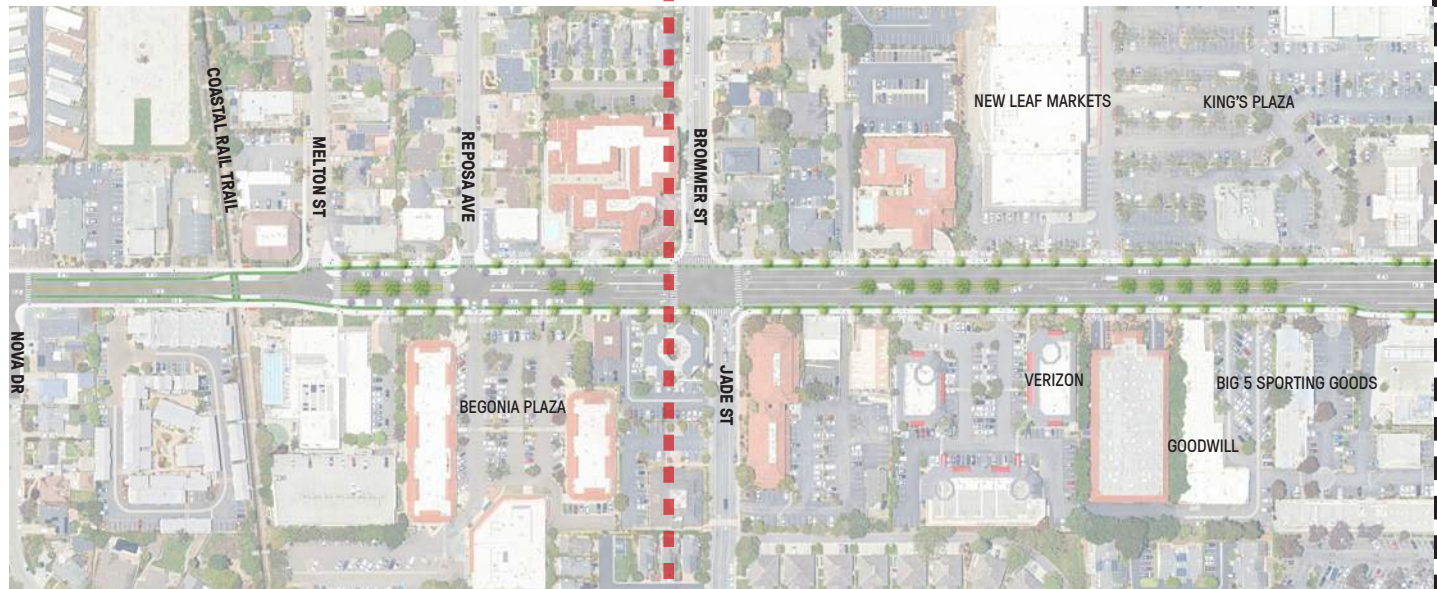 COASTAL RAIL TRAIL
MELTON ST
REPOSA AVE
BROMMER ST
NEW LEAF MARKETS
KING'S PLAZA
NOVA DR
BEGONIA PLAZA
JADE ST
VERIZON
BIG 5 SPORTING GOODS
GOODWILL